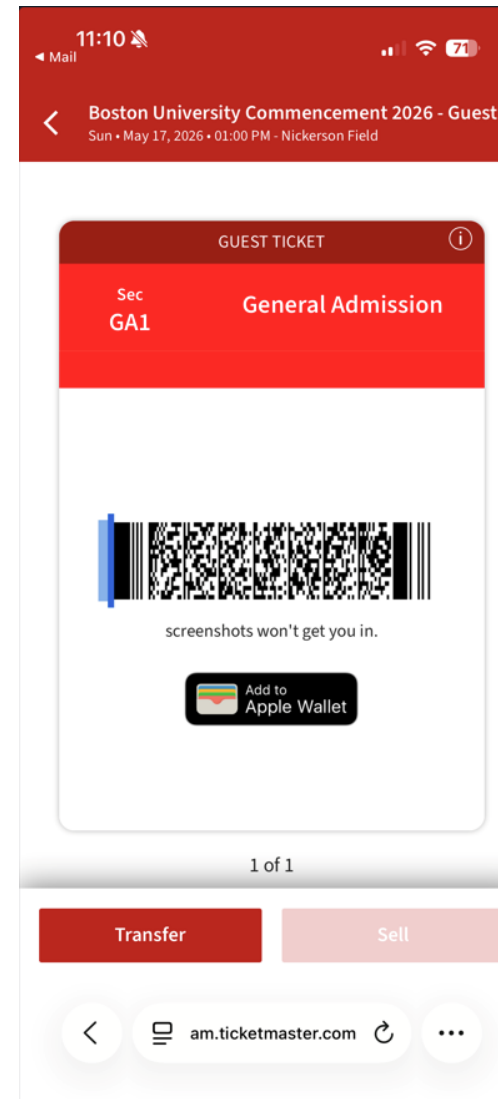 11:10
◄ Mail
71
Boston University Commencement 2026 - Guest
Sun • May 17, 2026 • 01:00 PM - Nickerson Field
GUEST TICKET
Sec
GA1
General Admission
screenshots won't get you in.
Add to
Apple Wallet
1 of 1
Transfer
Sell
am.ticketmaster.com